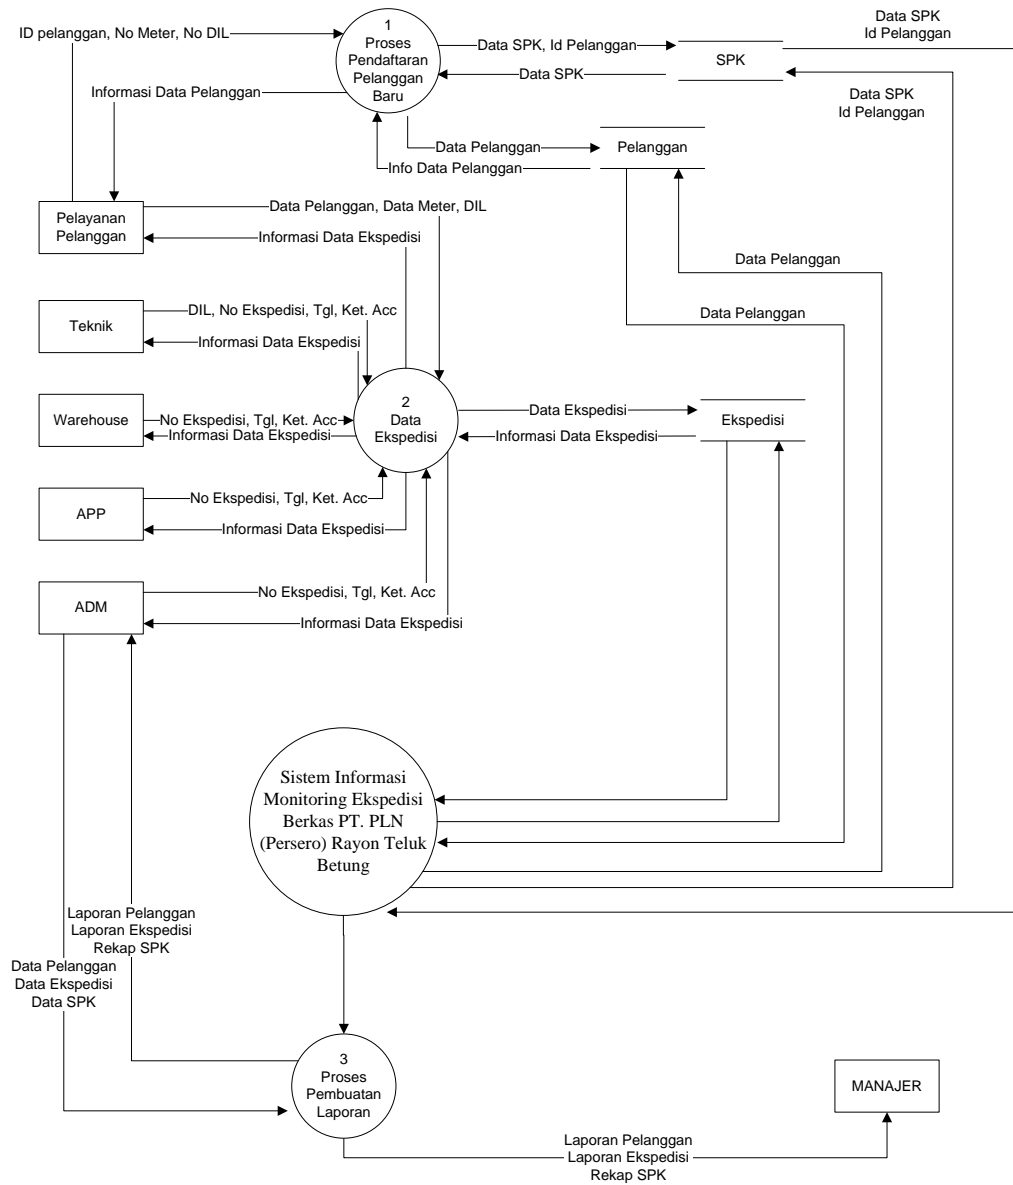 Data SPK
Id Pelanggan
ID pelanggan, No Meter, No DIL
1
Proses
Pendaftaran
Pelanggan
Baru
Data SPK, Id Pelanggan
SPK
Data SPK
Informasi Data Pelanggan
Data SPK
Id Pelanggan
Data Pelanggan
Pelanggan
Info Data Pelanggan
Pelayanan
Pelanggan
Data Pelanggan, Data Meter, DIL
Informasi Data Ekspedisi
Data Pelanggan
Teknik
DIL, No Ekspedisi, Tgl, Ket. Acc
Informasi Data Ekspedisi
Data Pelanggan
2
Data
Ekspedisi
Warehouse
No Ekspedisi, Tgl, Ket. Acc
Informasi Data Ekspedisi
Data Ekspedisi
Ekspedisi
Informasi Data Ekspedisi
APP
No Ekspedisi, Tgl, Ket. Acc
Informasi Data Ekspedisi
ADM
No Ekspedisi, Tgl, Ket. Acc
Informasi Data Ekspedisi
Sistem Informasi
Monitoring Ekspedisi
Berkas PT. PLN
(Persero) Rayon Teluk
Betung
Laporan Pelanggan
Laporan Ekspedisi
Rekap SPK
Data Pelanggan
Data Ekspedisi
Data SPK
3
Proses
Pembuatan
Laporan
MANAJER
Laporan Pelanggan
Laporan Ekspedisi
Rekap SPK